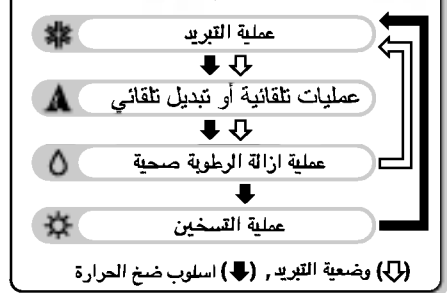 عملية التبريد
عمليات تلقائية أو تبديل تلقائي
عملية ازالة الرطوبة صحية
عملية التسخين
(⇩) وضعية التبريد , (⬇) اسلوب ضخ الحرارة